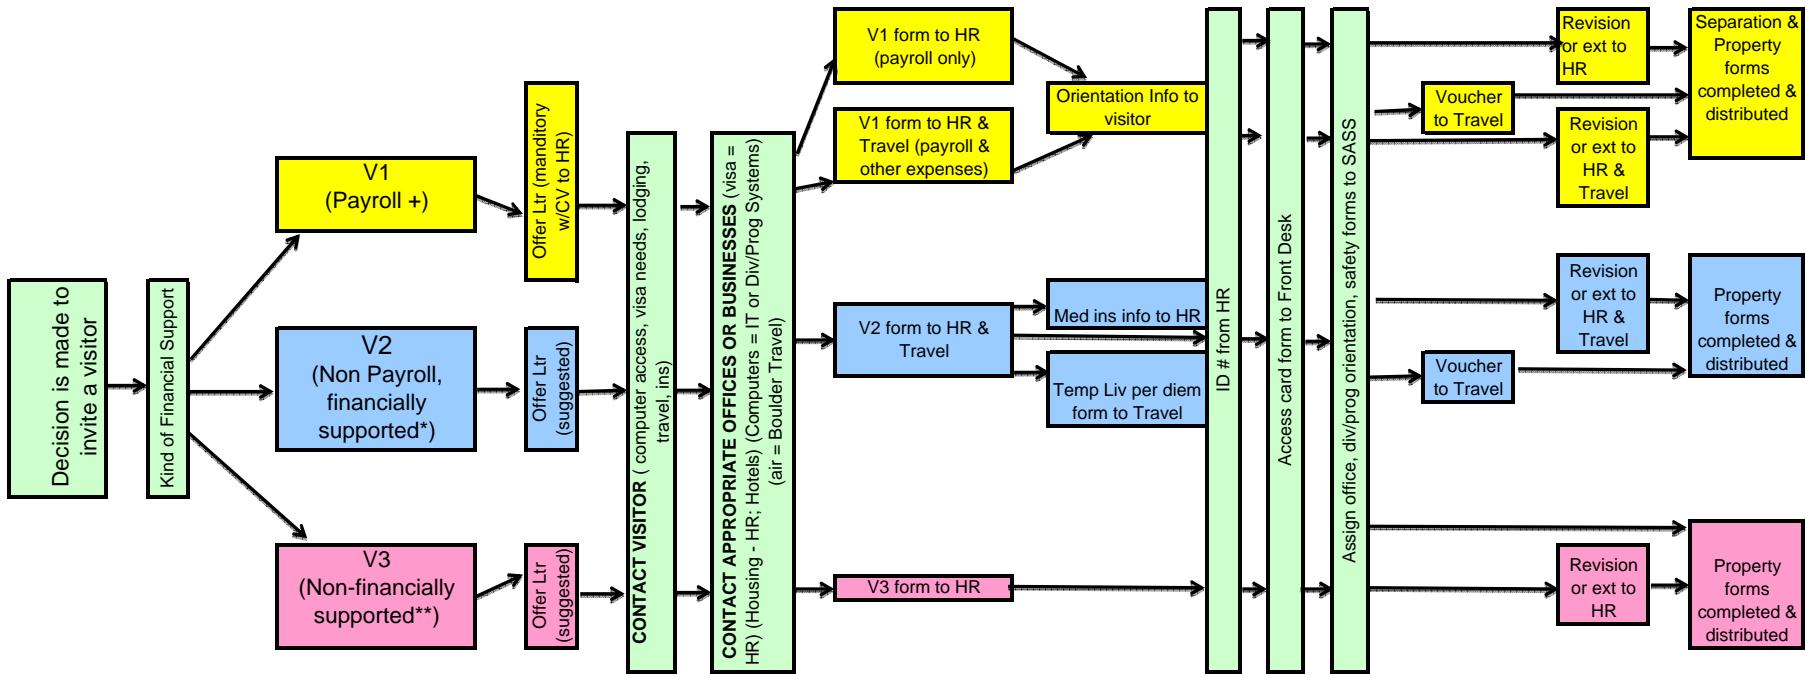 Decision is made to
invite a visitor
Kind of Financial Support
V1
(Payroll +)
V2
(Non Payroll,
financially
supported*)
V3
(Non-financially
supported**)
Offer Ltr (manditory
w/CV to HR)
Offer Ltr
(suggested)
Offer Ltr
(suggested)
CONTACT VISITOR ( computer access, visa needs, lodging,
travel, ins)
CONTACT APPROPRIATE OFFICES OR BUSINESSES (visa =
HR) (Housing - HR; Hotels) (Computers = IT or Div/Prog Systems)
(air = Boulder Travel)
V1 form to HR
(payroll only)
V1 form to HR &
Travel (payroll &
other expenses)
Orientation Info to
visitor
V2 form to HR &
Travel
Med ins info to HR
Temp Liv per diem
form to Travel
V3 form to HR
ID # from HR
Access card form to Front Desk
Assign office, div/prog orientation, safety forms to SASS
Revision
or ext to
HR
Voucher
to Travel
Revision
or ext to
HR &
Travel
Separation &
Property
forms
completed &
distributed
Revision
or ext to
HR &
Travel
Voucher
to Travel
Property
forms
completed &
distributed
Revision
or ext to
HR
Property
forms
completed &
distributed